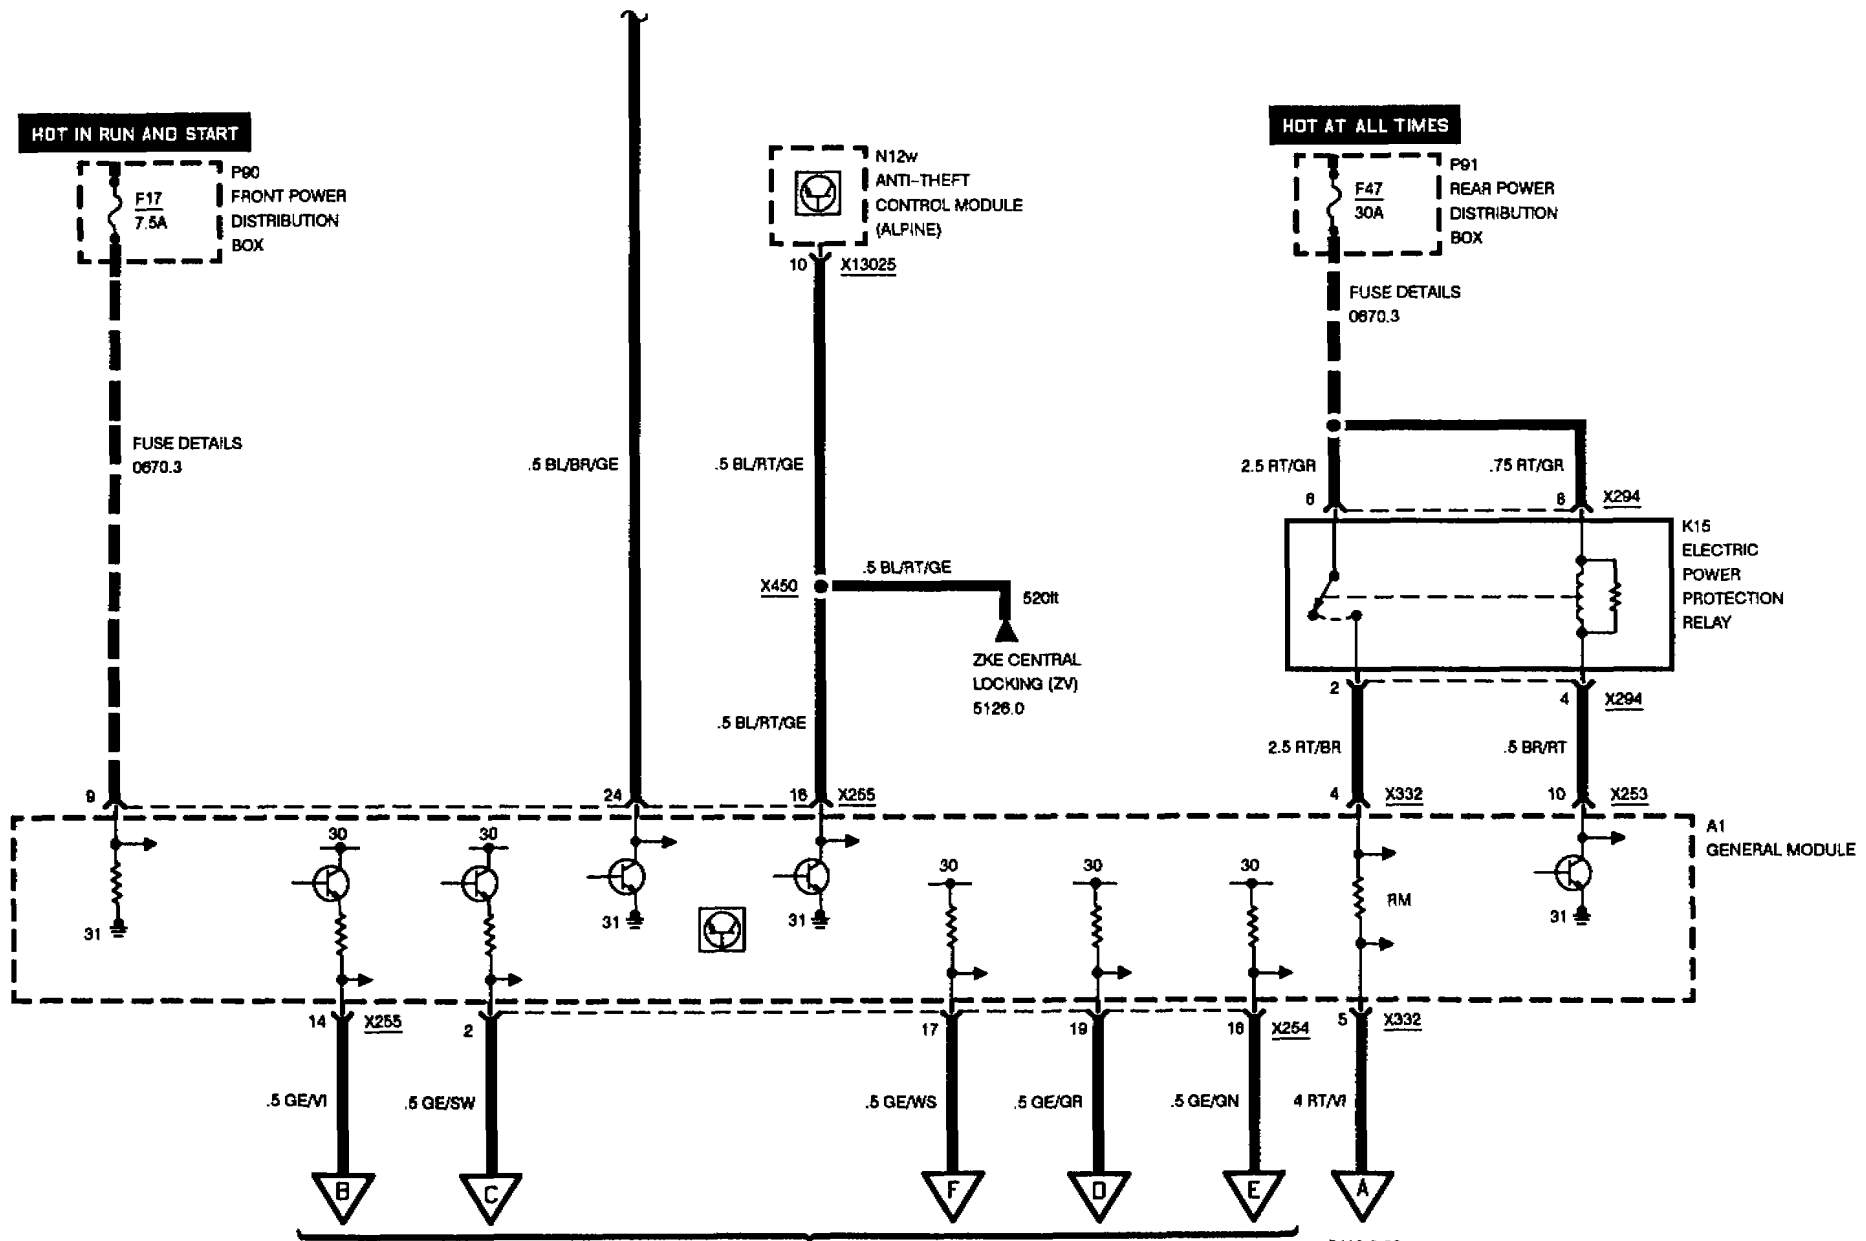 HOT IN RUN AND START
HOT AT ALL TIMES
F17
7.5A
P90
FRONT POWER
DISTRIBUTION
BOX
N12w
ANTI-THEFT
CONTROL MODULE
(ALPINE)
10 X13025
F47
30A
P91
REAR POWER
DISTRIBUTION
BOX
FUSE DETAILS
0670.3
FUSE DETAILS
0670.3
.5 BL/BR/GE
.5 BL/RT/GE
2.5 RT/GR
.75 RT/GR
6
8
X294
K15
ELECTRIC
POWER
PROTECTION
RELAY
X450
.5 BL/RT/GE
520ft
ZKE CENTRAL
LOCKING (ZV)
5126.0
.5 BL/RT/GE
2
4
X294
2.5 RT/BR
.5 BR/RT
9
24
16
X255
4
X332
10
X253
A1
GENERAL MODULE
30
30
30
30
30
31
31
31
RM
31
14
X255
2
17
19
18
X254
5
X332
.5 GE/VI
.5 GE/SW
.5 GE/WS
.5 GE/GR
.5 GE/GN
4 RT/VI
B
C
F
D
E
A